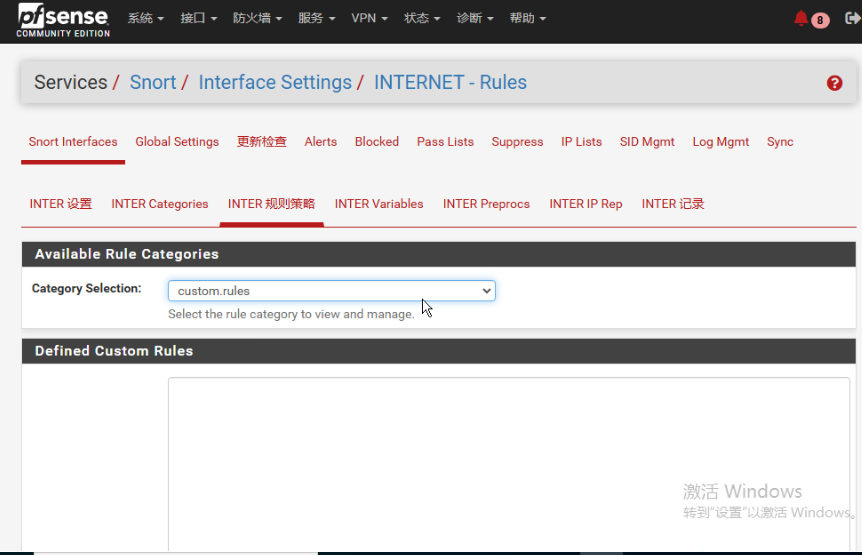 pfsense
COMMUNITY EDITION
系统 接口 防火墙 服务 VPN 状态 诊断 帮助
8
Services / Snort / Interface Settings / INTERNET - Rules
Snort Interfaces Global Settings 更新检查 Alerts Blocked Pass Lists Suppress IP Lists SID Mgmt Log Mgmt Sync
INTER 设置 INTER Categories INTER 规则策略 INTER Variables INTER Preprocs INTER IP Rep INTER 记录
Available Rule Categories
Category Selection: custom.rules
Select the rule category to view and manage.
Defined Custom Rules
激活 Windows
转到"设置"以激活 Windows。